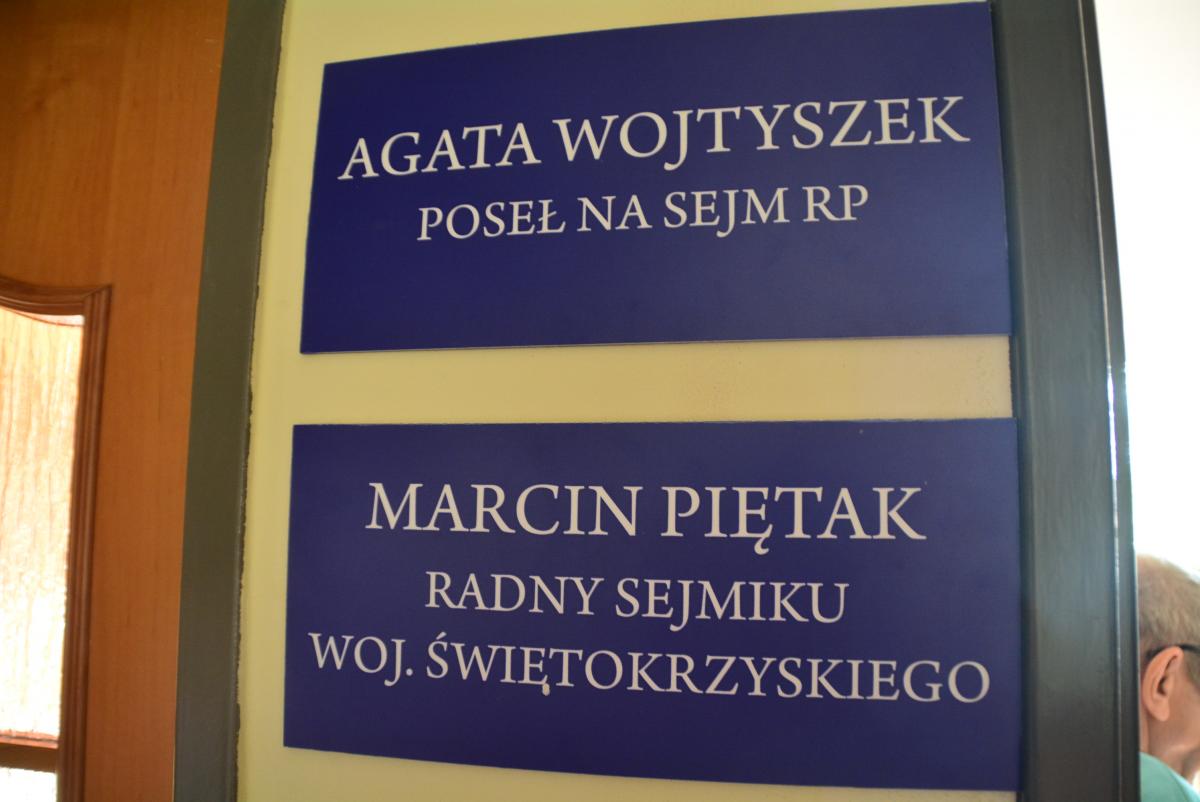 AGATA WOJTYSZEK
POSEŁ NA SEJM RP
MARCIN PIĘTAK
RADNY SEJMIKU
WOJ. ŚWIĘTOKRZYSKIEGO